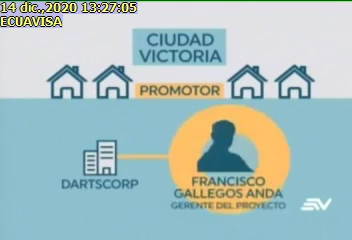 14 dic.,2020 13:27:05
ECUAVISA
CIUDAD
VICTORIA
PROMOTOR
DARTSCORP
FRANCISCO
GALLEGOS ANDA
GERENTE DEL PROYECTO